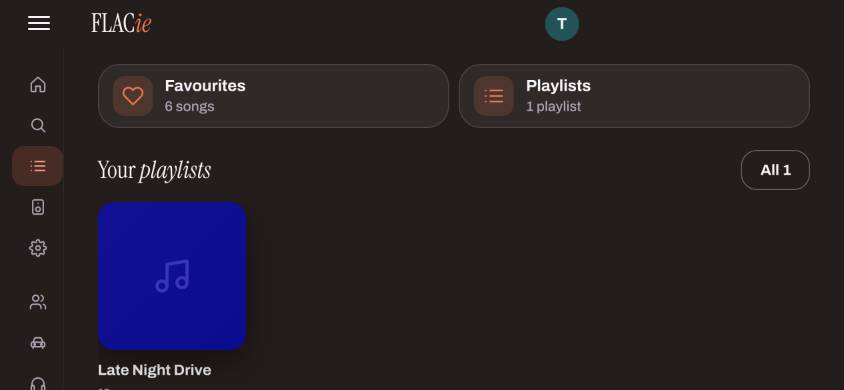 FLACie
T
Favourites
6 songs
Playlists
1 playlist
Your playlists
All 1
Late Night Drive